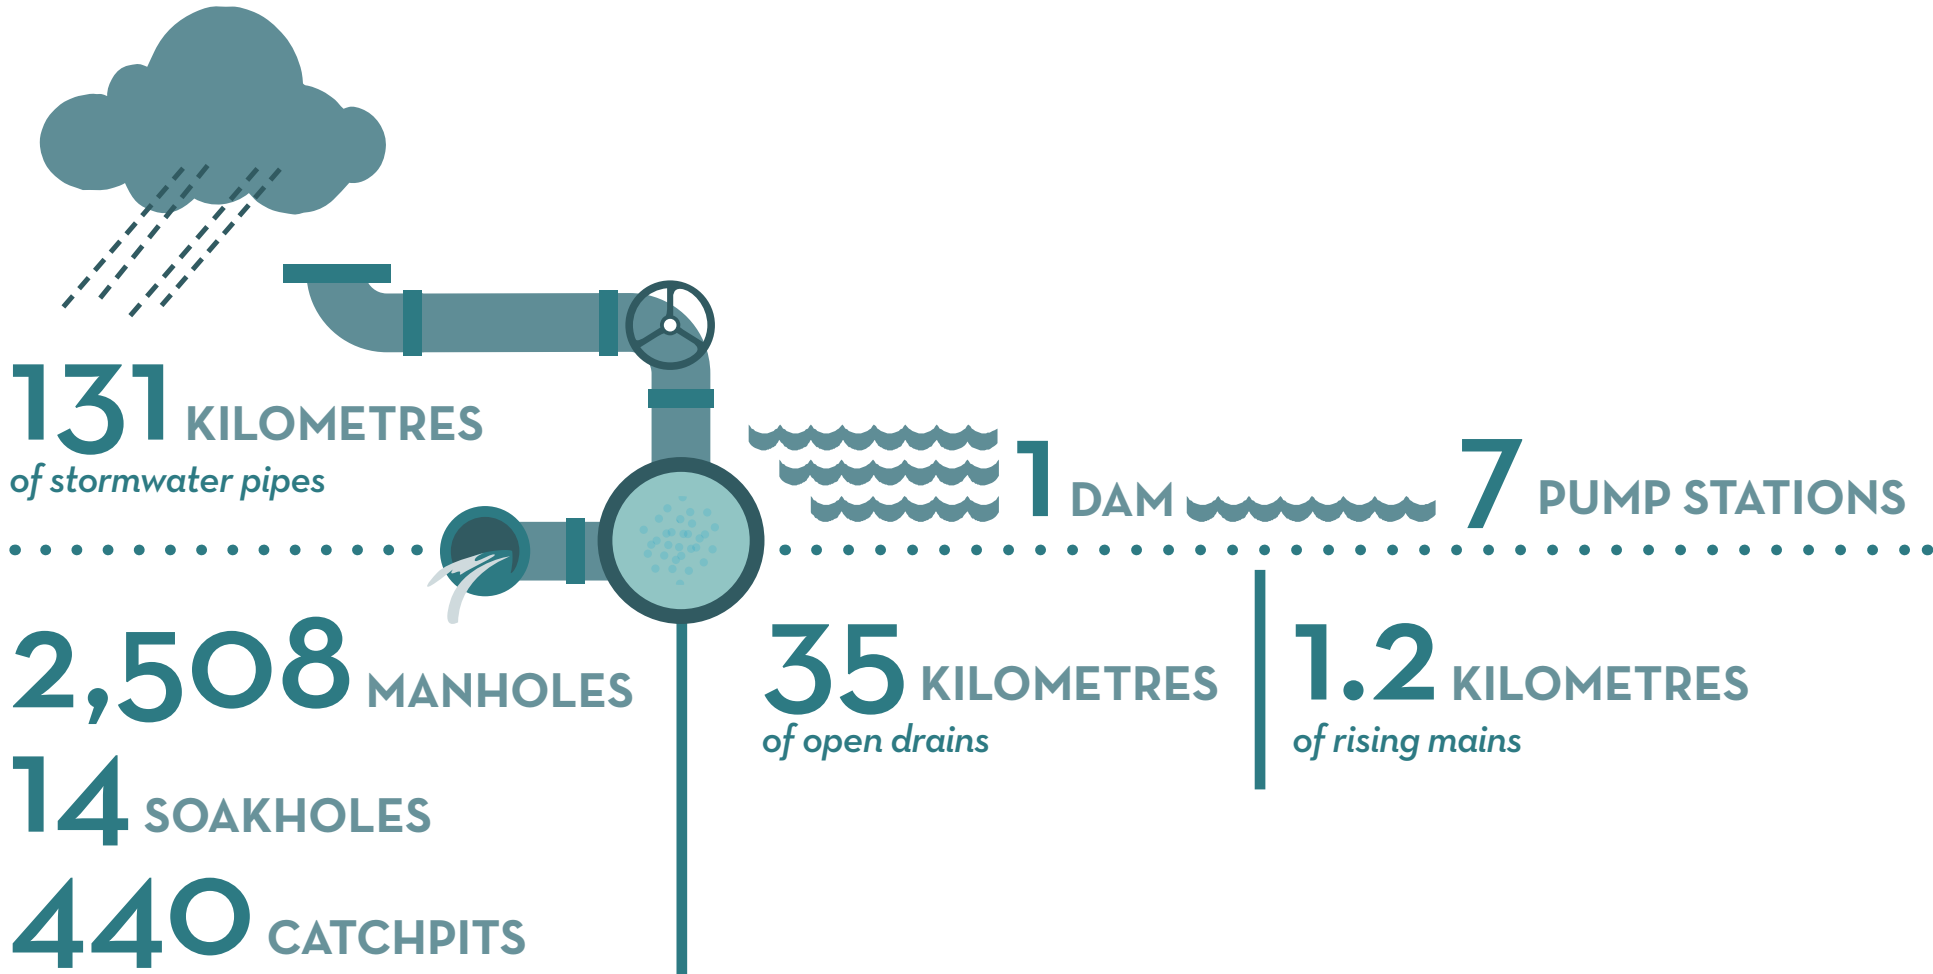 131 KILOMETRES
of stormwater pipes
1 DAM
7 PUMP STATIONS
2,508 MANHOLES
14 SOAKHOLES
440 CATCHPITS
35 KILOMETRES
of open drains
1.2 KILOMETRES
of rising mains